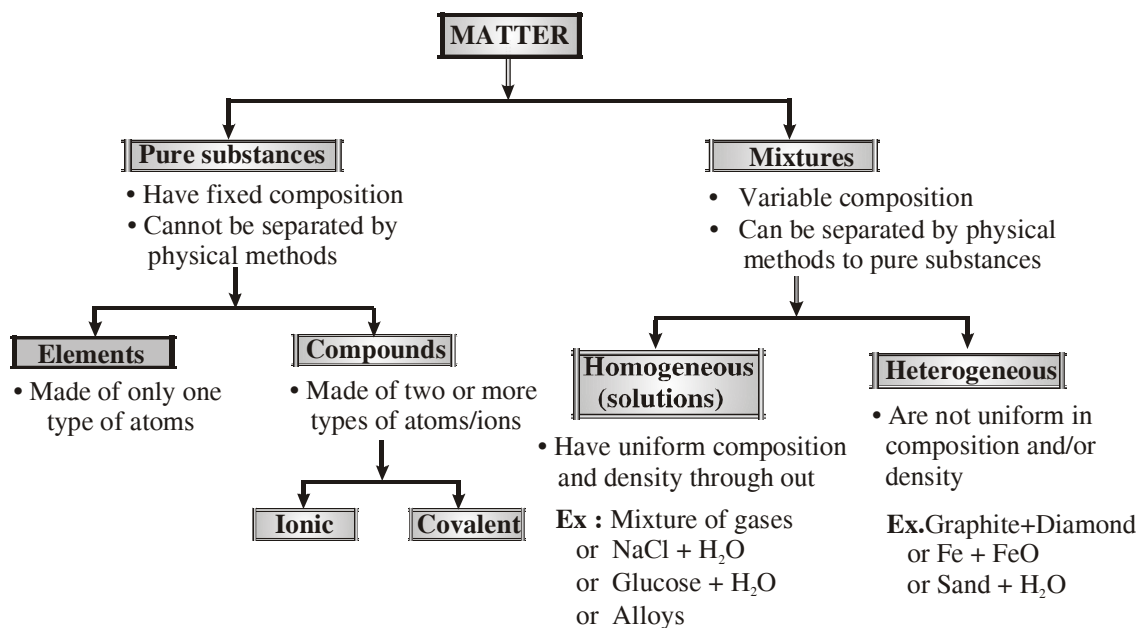 MATTER
Pure substances
• Have fixed composition
• Cannot be separated by
physical methods
Mixtures
• Variable composition
• Can be separated by physical
methods to pure substances
Elements
• Made of only one
type of atoms
Compounds
• Made of two or more
types of atoms/ions
Ionic
Covalent
Homogeneous
(solutions)
• Have uniform composition
and density through out
Ex : Mixture of gases
or NaCl + H₂O
or Glucose + H₂O
or Alloys
Heterogeneous
• Are not uniform in
composition and/or
density
Ex.Graphite+Diamond
or Fe + FeO
or Sand + H₂O